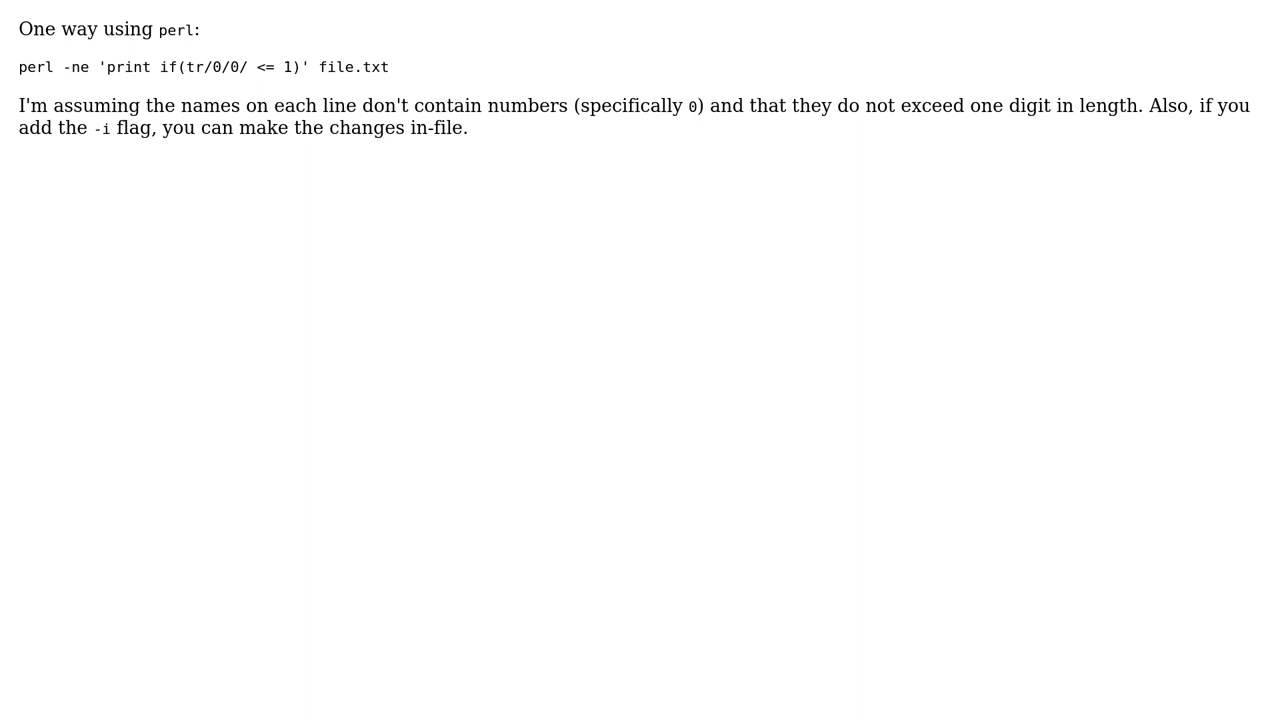 One way using perl:
perl -ne 'print if(tr/0/0/ <= 1)' file.txt
I'm assuming the names on each line don't contain numbers (specifically 0) and that they do not exceed one digit in length. Also, if you
add the -i flag, you can make the changes in-file.